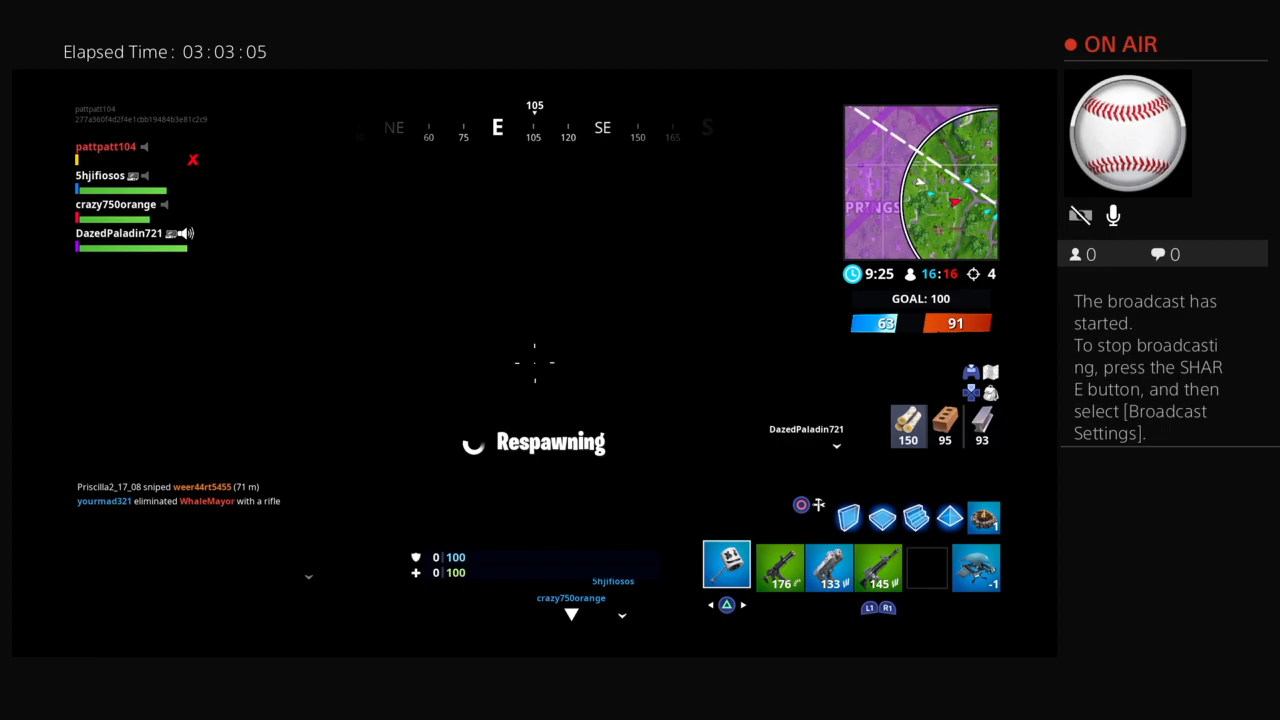 Elapsed Time: 03:03:05
ON AIR
pattpatt104
105
NE 60 75 E 105 120 SE 150 165 S
pattpatt104
5hjifiosos
crazy750orange
DazedPaladin721
PRINGS
9:25 16:16 4
GOAL: 100
63 91
0 0
The broadcast has
started.
To stop broadcasti
ng, press the SHAR
E button, and then
select [Broadcast
Settings].
150 95 93
DazedPaladin721
Respawning
Priscilla2_17_08 sniped weer44rt5455 (71 m)
yourmad321 eliminated WhaleMayor with a rifle
1
0|100
0|100
5hjifiosos
crazy750orange
176 133 145 -1
L1 R1